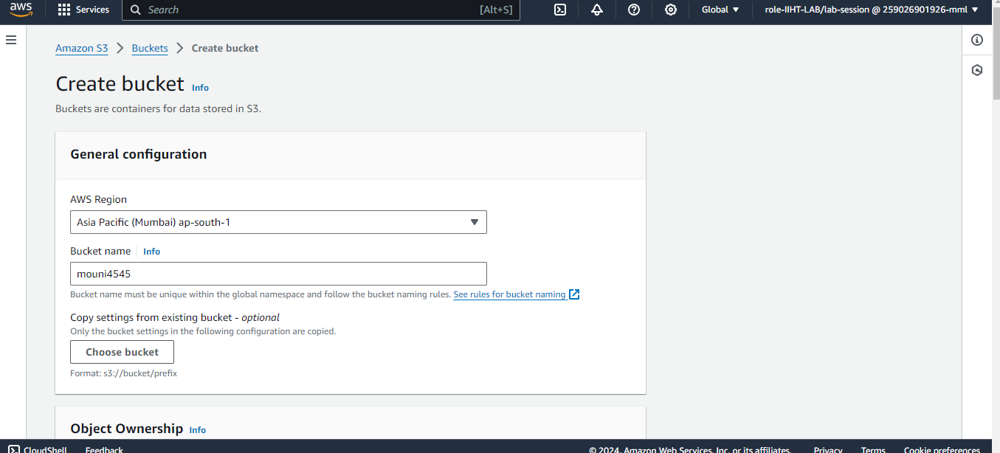 aws Services Search [Alt+S] Global ▼ role-IIHT-LAB/lab-session @ 259026901926-mml ▼
Amazon S3 > Buckets > Create bucket
Create bucket Info
Buckets are containers for data stored in S3.
General configuration
AWS Region
Asia Pacific (Mumbai) ap-south-1
Bucket name Info
mouni4545
Bucket name must be unique within the global namespace and follow the bucket naming rules. See rules for bucket naming
Copy settings from existing bucket - optional
Only the bucket settings in the following configuration are copied.
Choose bucket
Format: s3://bucket/prefix
Object Ownership Info
CloudShell Feedback © 2024, Amazon Web Services, Inc. or its affiliates. Privacy Terms Cookie preferences